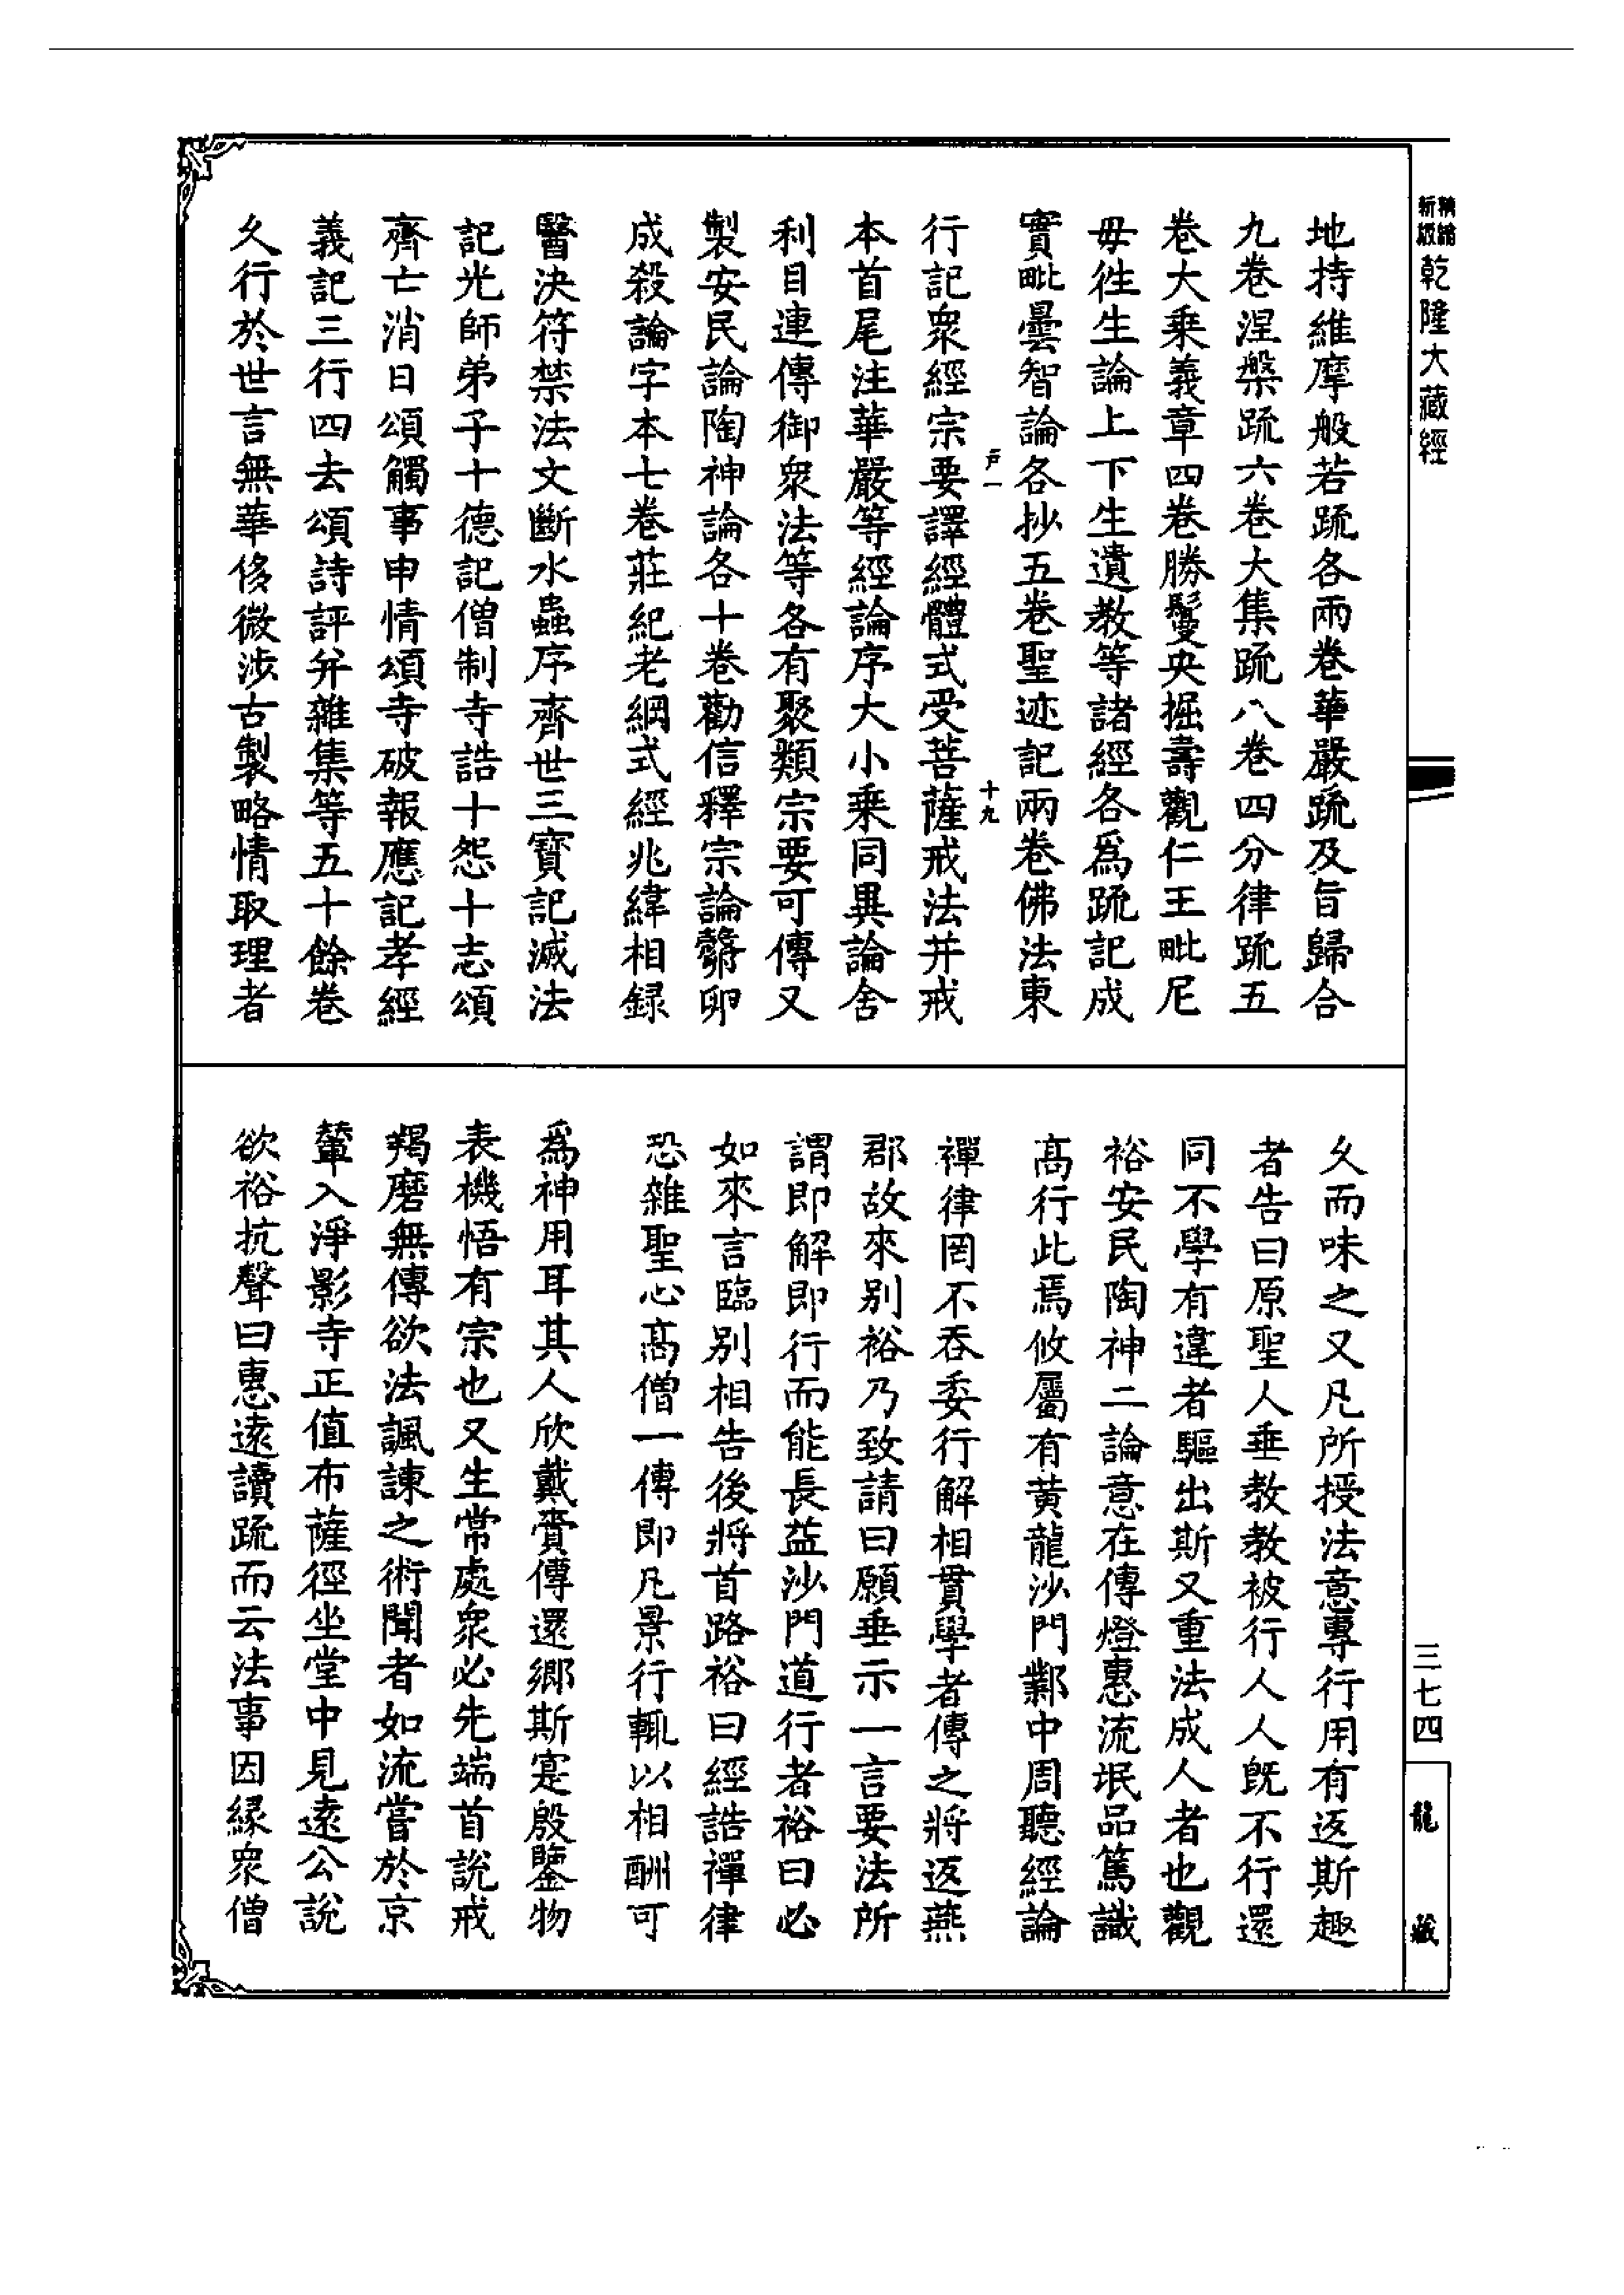 新編縮版乾隆大藏經
地持維摩般若䟽各兩卷華嚴䟽及旨歸合
九卷涅槃䟽六卷大集䟽八卷四分律䟽五
卷大乗義章四卷勝鬘央掘壽觀仁王毗尼
毋徃生論上下生遺教等諸經各爲䟽記成
實毗曇智論各抄五卷聖迹記兩卷佛法東
戸一 十九
行記衆經宗要譯經體式受菩薩戒法并戒
本首尾注華嚴等經論序大小乗同異論舍
利目連傳御衆法等各有聚類宗要可傳又
製安民論陶神論各十卷勸信釋宗論觷卵
成殺論字本七卷莊紀老綱式經兆緯相録
醫決符禁法文斷水蟲序齊世三寳記滅法
記光師弟子十德記僧制寺誥十怨十志頌
齊亡消日頌觸事申情頌寺破報應記孝經
義記三行四去頌詩評并雜集等五十餘卷
久行於世言無華侈微涉古製略情取理者
久而味之又凡所授法意專行用有返斯趣
者告曰原聖人垂教教被行人人既不行還
同不學有違者驅出斯又重法成人者也觀
裕安民陶神二論意在傳燈惠流氓品篤識
髙行此焉攸屬有黄龍沙門鄴中周聽經論
禪律罔不吞委行解相貫學者傳之將返燕
郡故來别裕乃致請曰願垂示一言要法所
謂即解即行而能長益沙門道行者裕曰必
如來言臨别相告後將首路裕曰經誥禪律
恐雜聖心髙僧一傳即凡景行輒以相酬可
爲神用耳其人欣戴賫傳還郷斯寔殷鑒物
表機悟有宗也又生常處衆必先端首説戒
羯磨無傳欲法諷諫之術聞者如流嘗於京
輦入淨影寺正值布薩徑坐堂中見遠公説
欲裕抗聲曰惠遠讀䟽而云法事因縁衆僧
三七四
龍藏